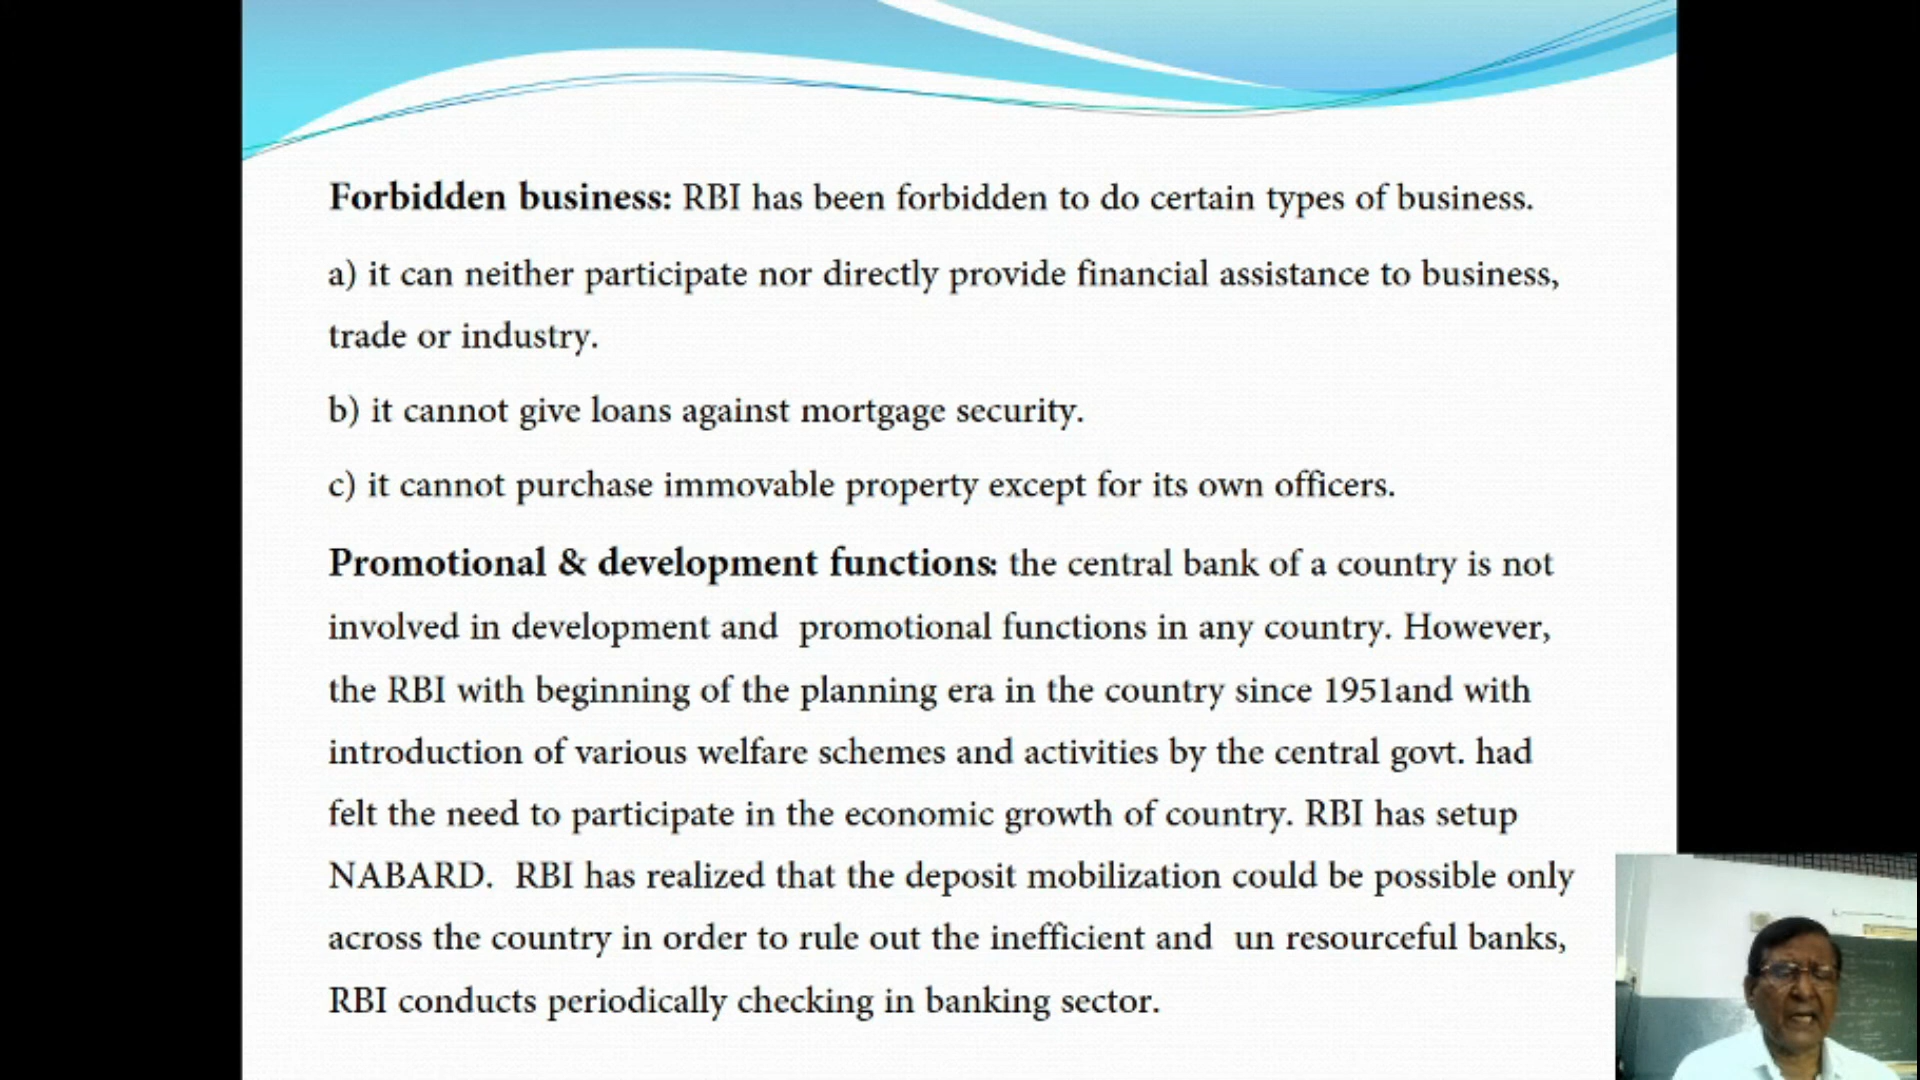 Forbidden business: RBI has been forbidden to do certain types of business.
a) it can neither participate nor directly provide financial assistance to business,
trade or industry.
b) it cannot give loans against mortgage security.
c) it cannot purchase immovable property except for its own officers.
Promotional & development functions: the central bank of a country is not
involved in development and promotional functions in any country. However,
the RBI with beginning of the planning era in the country since 1951and with
introduction of various welfare schemes and activities by the central govt. had
felt the need to participate in the economic growth of country. RBI has setup
NABARD. RBI has realized that the deposit mobilization could be possible only
across the country in order to rule out the inefficient and un resourceful banks,
RBI conducts periodically checking in banking sector.